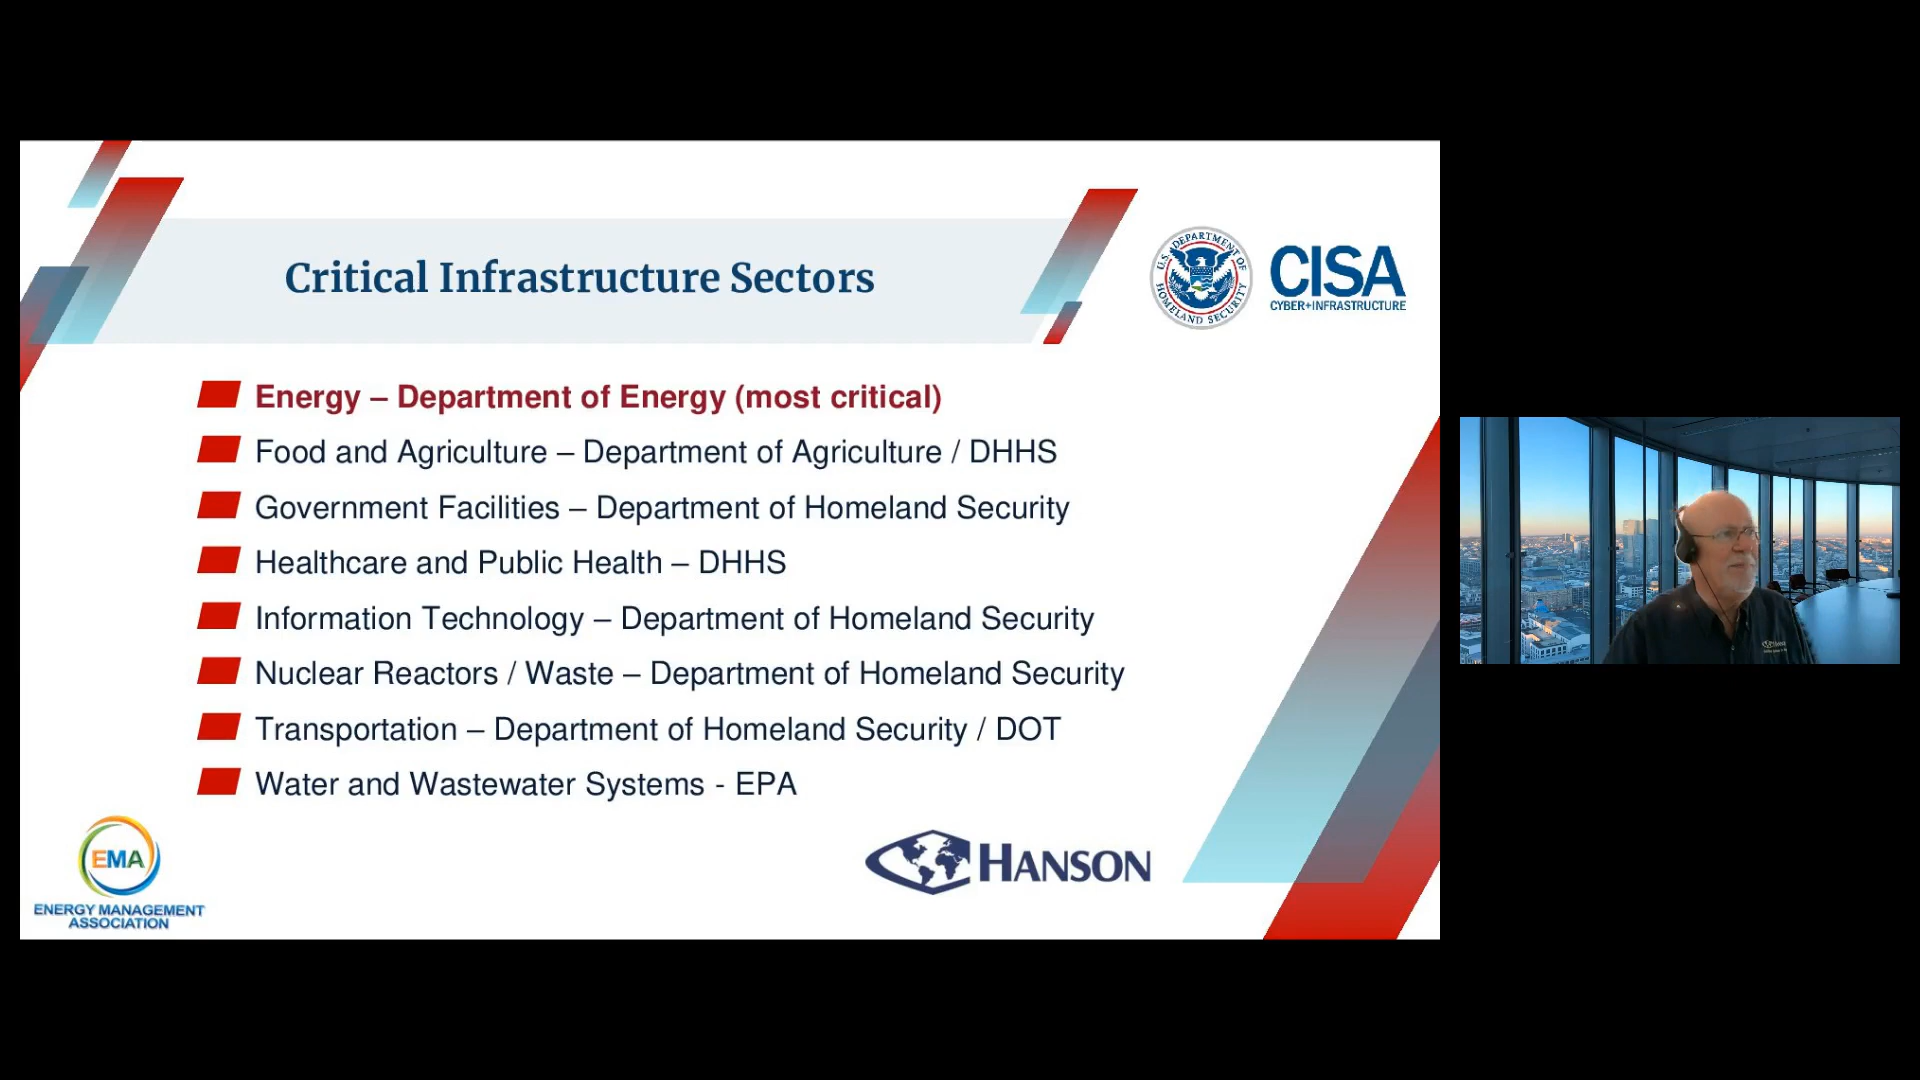 Critical Infrastructure Sectors
U.S. DEPARTMENT OF HOMELAND SECURITY
CISA
CYBER+INFRASTRUCTURE
Energy – Department of Energy (most critical)
Food and Agriculture – Department of Agriculture / DHHS
Government Facilities – Department of Homeland Security
Healthcare and Public Health – DHHS
Information Technology – Department of Homeland Security
Nuclear Reactors / Waste – Department of Homeland Security
Transportation – Department of Homeland Security / DOT
Water and Wastewater Systems - EPA
EMA
ENERGY MANAGEMENT
ASSOCIATION
HANSON